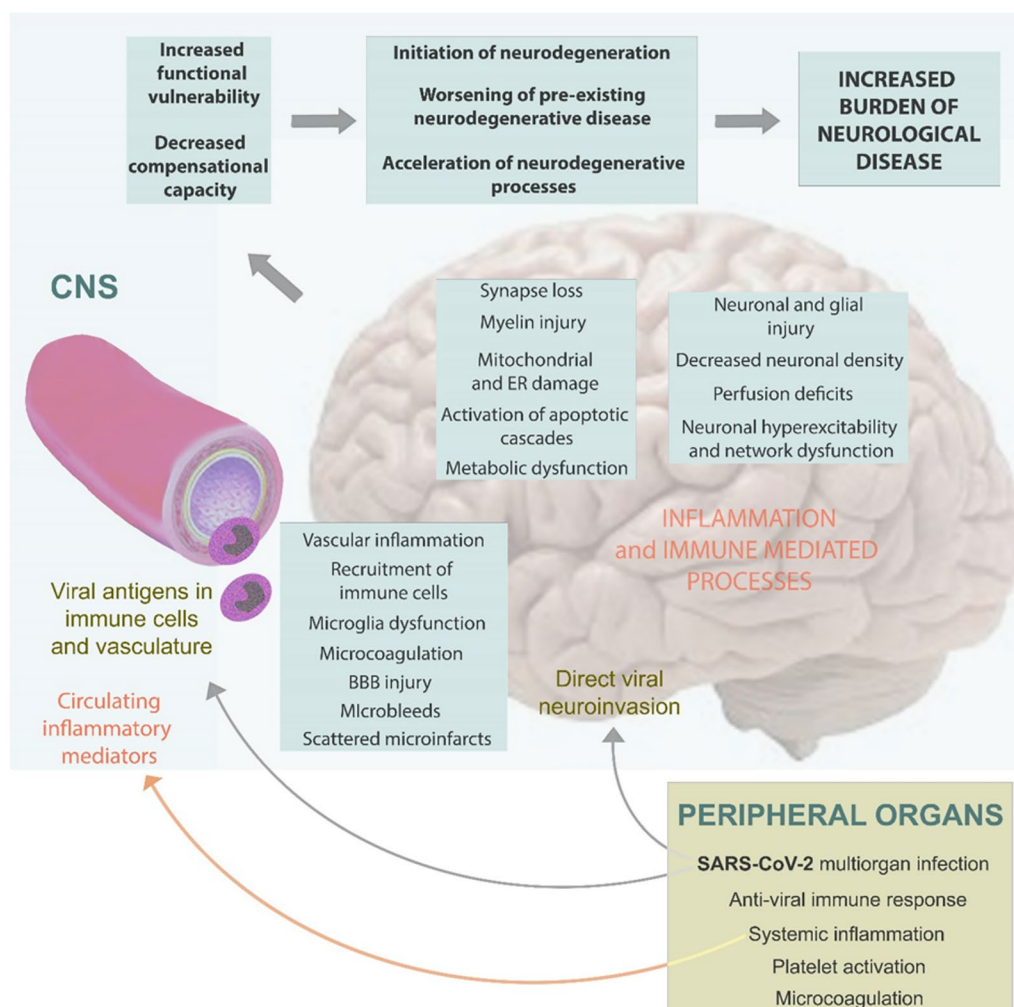 Increased
functional
vulnerability
Decreased
compensational
capacity
Initiation of neurodegeneration
Worsening of pre-existing
neurodegenerative disease
Acceleration of neurodegenerative
processes
INCREASED
BURDEN OF
NEUROLOGICAL
DISEASE
CNS
Synapse loss
Myelin injury
Mitochondrial
and ER damage
Activation of apoptotic
cascades
Metabolic dysfunction
Neuronal and glial
injury
Decreased neuronal density
Perfusion deficits
Neuronal hyperexcitability
and network dysfunction
INFLAMMATION
and IMMUNE MEDIATED
PROCESSES
Viral antigens in
immune cells
and vasculature
Vascular inflammation
Recruitment of
immune cells
Microglia dysfunction
Microcoagulation
BBB injury
MIcrobleeds
Scattered microinfarcts
Direct viral
neuroinvasion
Circulating
inflammatory
mediators
PERIPHERAL ORGANS
SARS-CoV-2 multiorgan infection
Anti-viral immune response
Systemic inflammation
Platelet activation
Microcoagulation